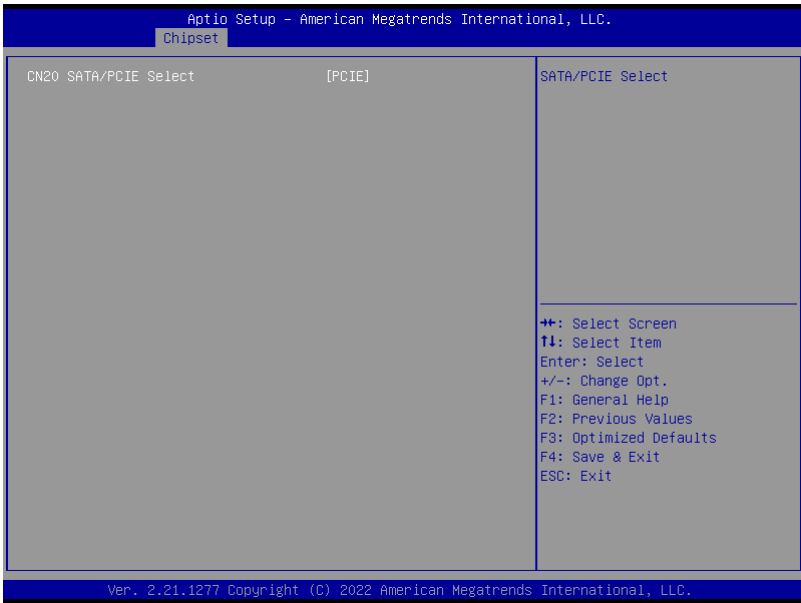 Aptio Setup – American Megatrends International, LLC.
Chipset
CN20 SATA/PCIE Select [PCIE]
SATA/PCIE Select
→←: Select Screen
↑↓: Select Item
Enter: Select
+/-: Change Opt.
F1: General Help
F2: Previous Values
F3: Optimized Defaults
F4: Save & Exit
ESC: Exit
Ver. 2.21.1277 Copyright (C) 2022 American Megatrends International, LLC.